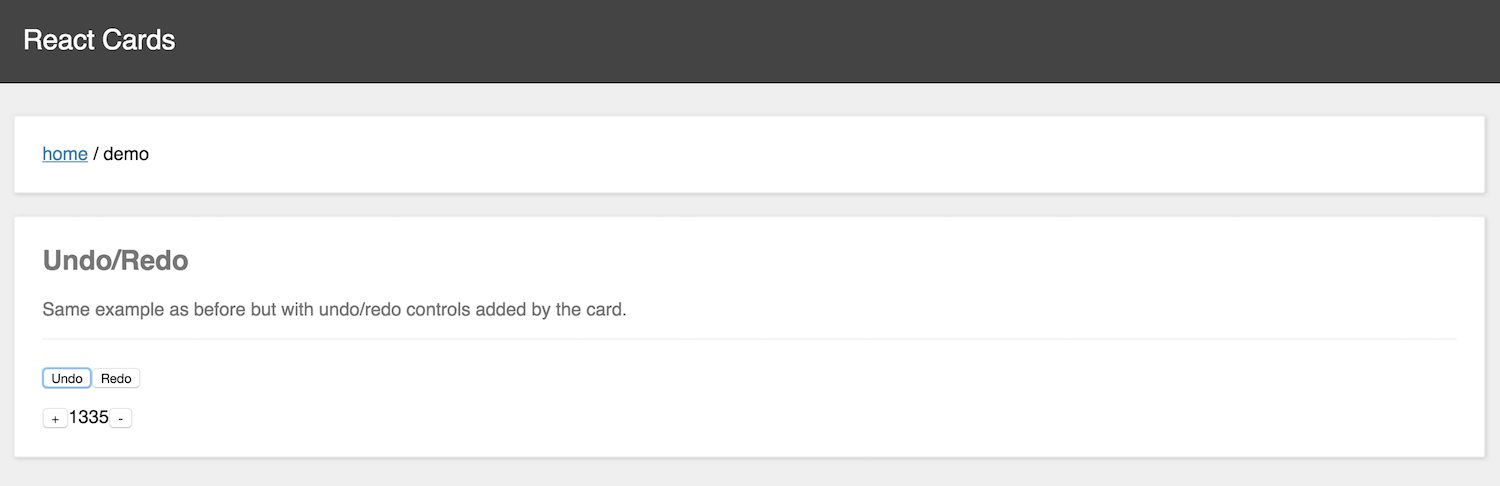 React Cards
home / demo
Undo/Redo
Same example as before but with undo/redo controls added by the card.
Undo Redo
+ 1335 -